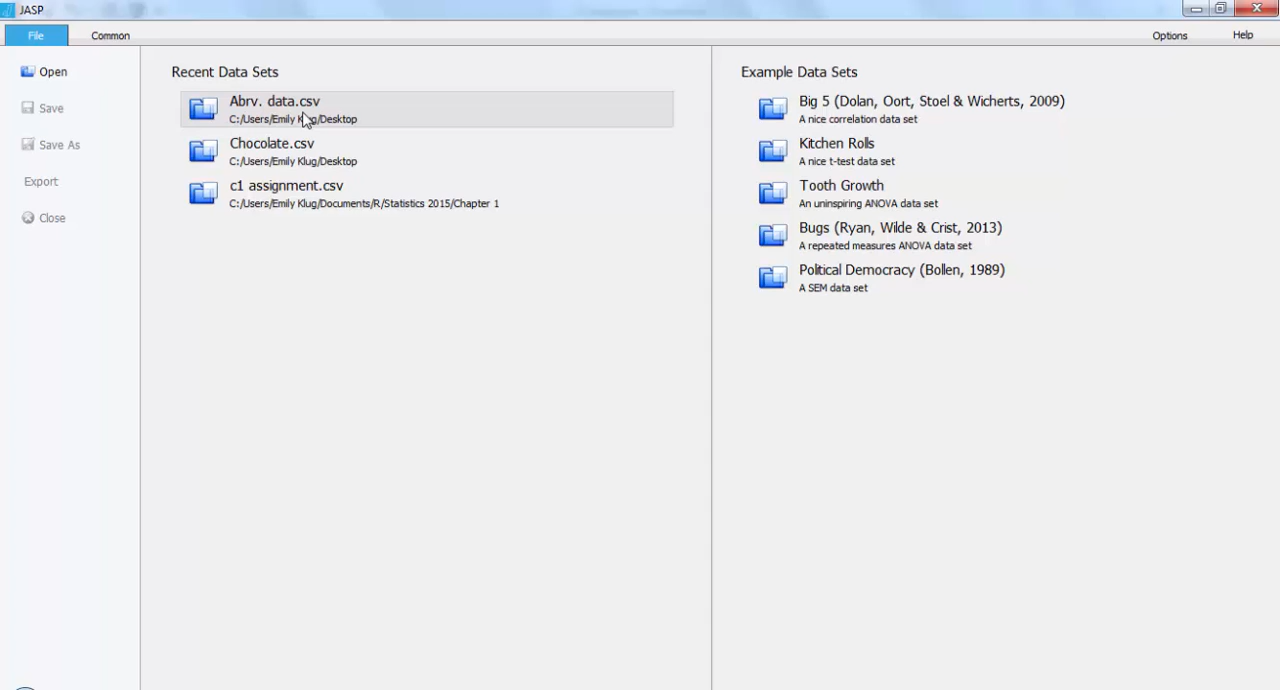 JASP
File
Common
Options
Help
Open
Save
Save As
Export
Close
Recent Data Sets
Abrv. data.csv
C:/Users/Emily Klug/Desktop
Chocolate.csv
C:/Users/Emily Klug/Desktop
c1 assignment.csv
C:/Users/Emily Klug/Documents/R/Statistics 2015/Chapter 1
Example Data Sets
Big 5 (Dolan, Oort, Stoel & Wicherts, 2009)
A nice correlation data set
Kitchen Rolls
A nice t-test data set
Tooth Growth
An uninspiring ANOVA data set
Bugs (Ryan, Wilde & Crist, 2013)
A repeated measures ANOVA data set
Political Democracy (Bollen, 1989)
A SEM data set